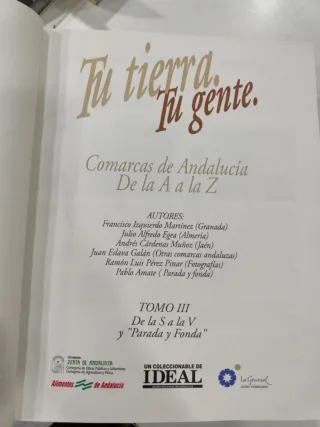 Tu tierra.
Tu gente.
Comarcas de Andalucía
De la A a la Z
AUTORES:
Francisco Izquierdo Martínez (Granada)
Julio Alfredo Egea (Almería)
Andrés Cárdenas Muñoz (Jaén)
Juan Eslava Galán (Otras comarcas andaluzas)
Ramón Luis Pérez Pinar (Fotografías)
Pablo Amate ( Parada y fonda)
TOMO III
De la S a la V
y "Parada y Fonda"
JUNTA DE ANDALUCIA
Alimentos de Andalucía
UN COLECCIONABLE DE
IDEAL
La General